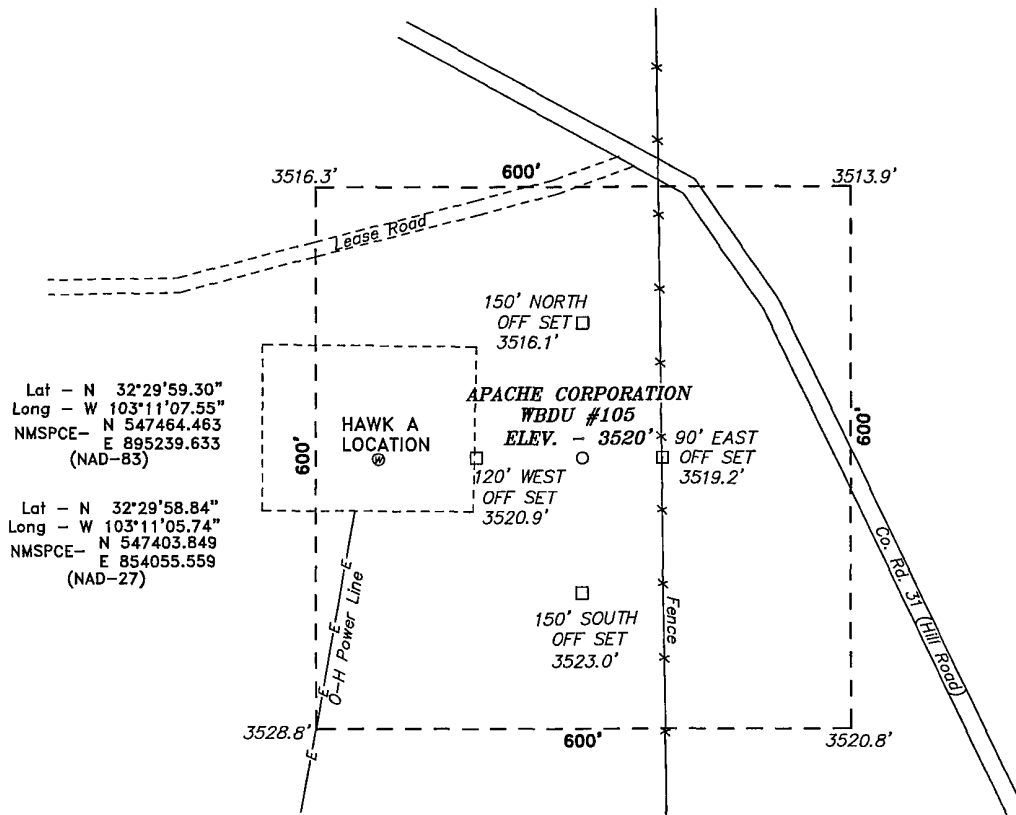 3516.3'
600'
3513.9'
Lease Road
150' NORTH
OFF SET
3516.1'
Lat – N 32°29'59.30"
Long – W 103°11'07.55"
NMSPCE– N 547464.463
E 895239.633
(NAD-83)
Lat – N 32°29'58.84"
Long – W 103°11'05.74"
NMSPCE– N 547403.849
E 854055.559
(NAD-27)
600'
HAWK A
LOCATION
W
APACHE CORPORATION
WBDU #105
ELEV. – 3520'
120' WEST
OFF SET
3520.9'
90' EAST
OFF SET
3519.2'
600'
Co. Rd. 31 (Hill Road)
E
E
E
E
O-H Power Line
150' SOUTH
OFF SET
3523.0'
Fence
3528.8'
600'
3520.8'